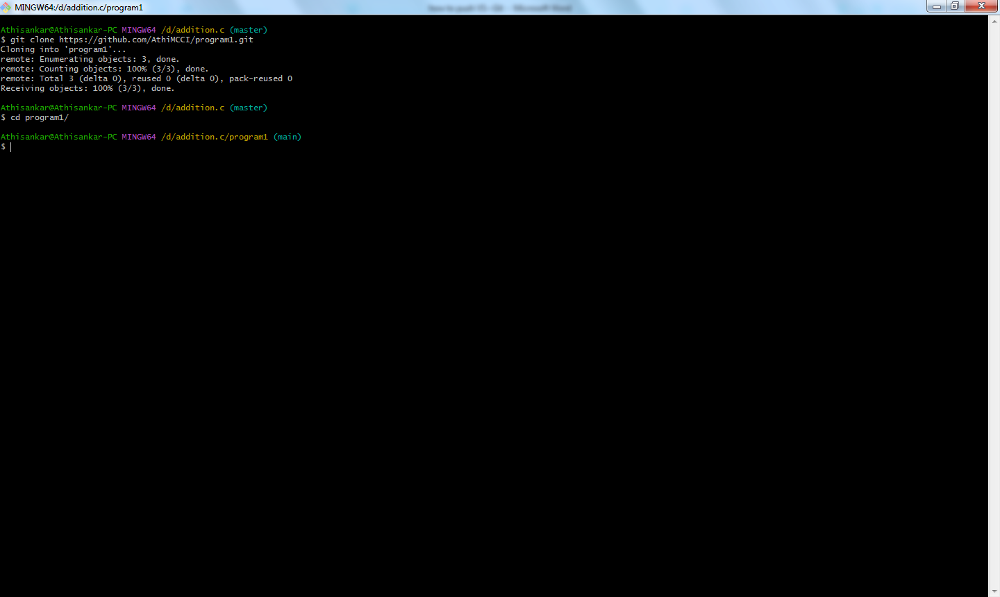 MINGW64:/d/addition.c/program1
Athisankar@Athisankar-PC MINGW64 /d/addition.c (master)
$ git clone https://github.com/AthiMCCI/program1.git
Cloning into 'program1'...
remote: Enumerating objects: 3, done.
remote: Counting objects: 100% (3/3), done.
remote: Total 3 (delta 0), reused 0 (delta 0), pack-reused 0
Receiving objects: 100% (3/3), done.
Athisankar@Athisankar-PC MINGW64 /d/addition.c (master)
$ cd program1/
Athisankar@Athisankar-PC MINGW64 /d/addition.c/program1 (main)
$